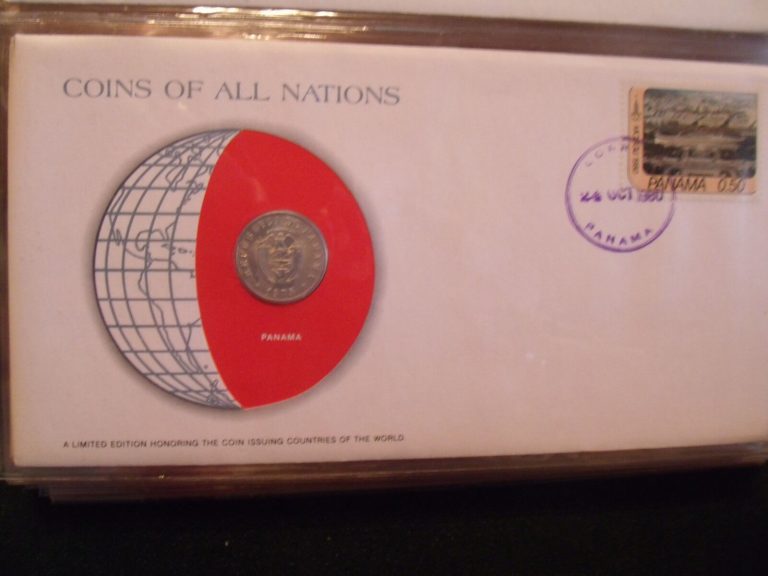 COINS OF ALL NATIONS
PANAMA 0.50
OCT 1980
PANAMA
PANAMA
A LIMITED EDITION HONORING THE COIN ISSUING COUNTRIES OF THE WORLD